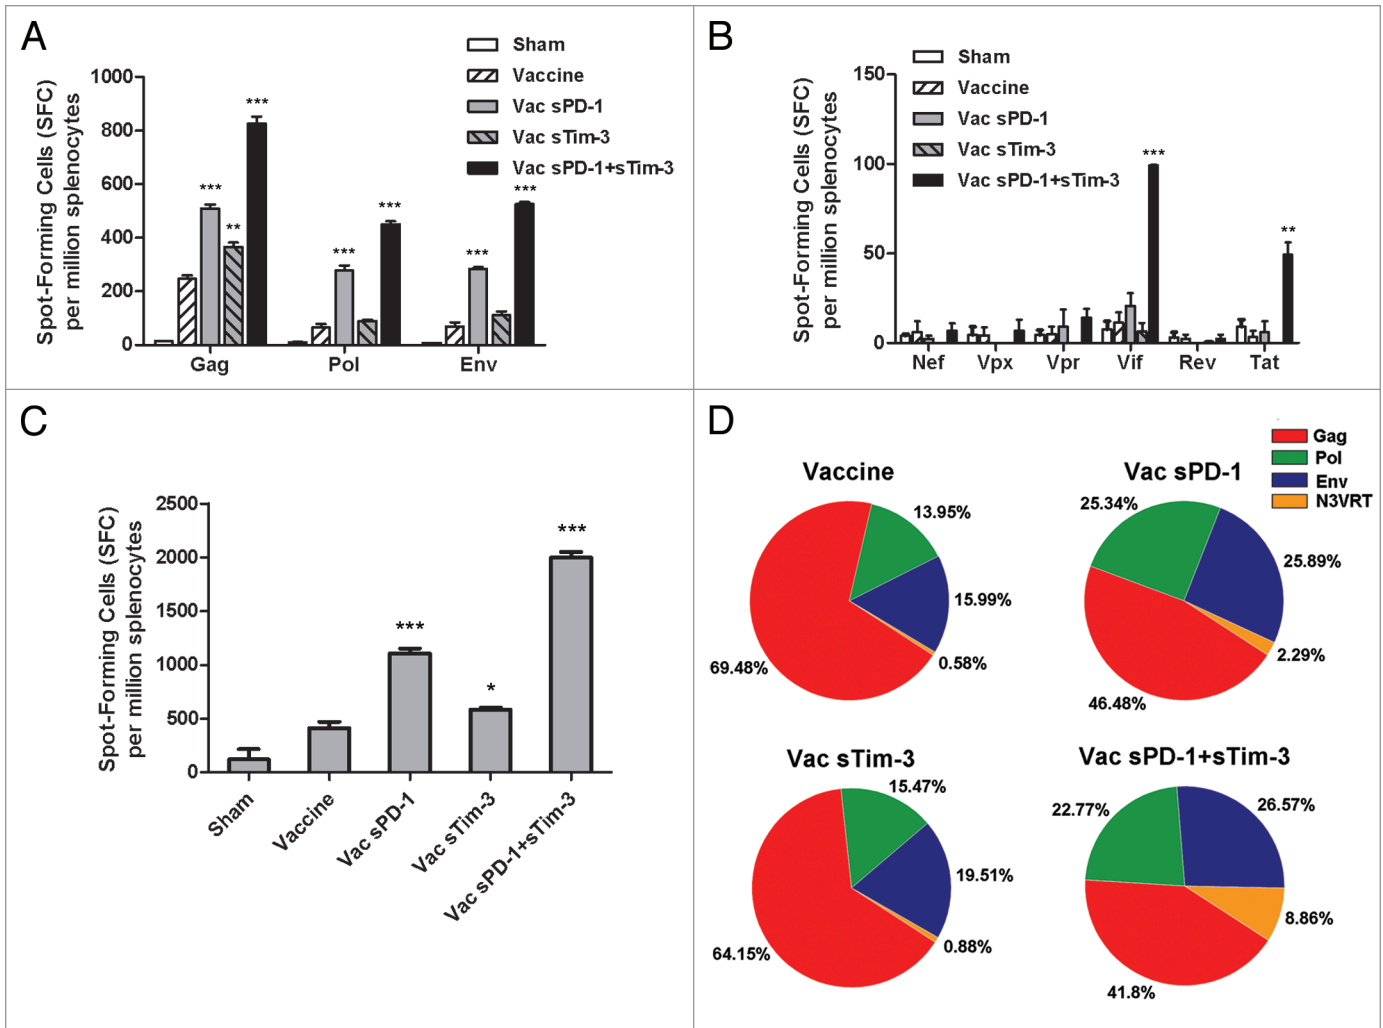 A
Sham
Vaccine
Vac sPD-1
Vac sTim-3
Vac sPD-1+sTim-3
Spot-Forming Cells (SFC)
per million splenocytes
1000
800
600
400
200
0
***
**
***
***
***
***
***
Gag
Pol
Env
B
Sham
Vaccine
Vac sPD-1
Vac sTim-3
Vac sPD-1+sTim-3
Spot-Forming Cells (SFC)
per million splenocytes
150
100
50
0
***
**
Nef
Vpx
Vpr
Vif
Rev
Tat
C
Spot-Forming Cells (SFC)
per million splenocytes
2500
2000
1500
1000
500
0
***
*
***
Sham
Vaccine
Vac sPD-1
Vac sTim-3
Vac sPD-1+sTim-3
D
Gag
Pol
Env
N3VRT
Vaccine
13.95%
15.99%
0.58%
69.48%
Vac sPD-1
25.34%
25.89%
2.29%
46.48%
Vac sTim-3
15.47%
19.51%
0.88%
64.15%
Vac sPD-1+sTim-3
22.77%
26.57%
8.86%
41.8%